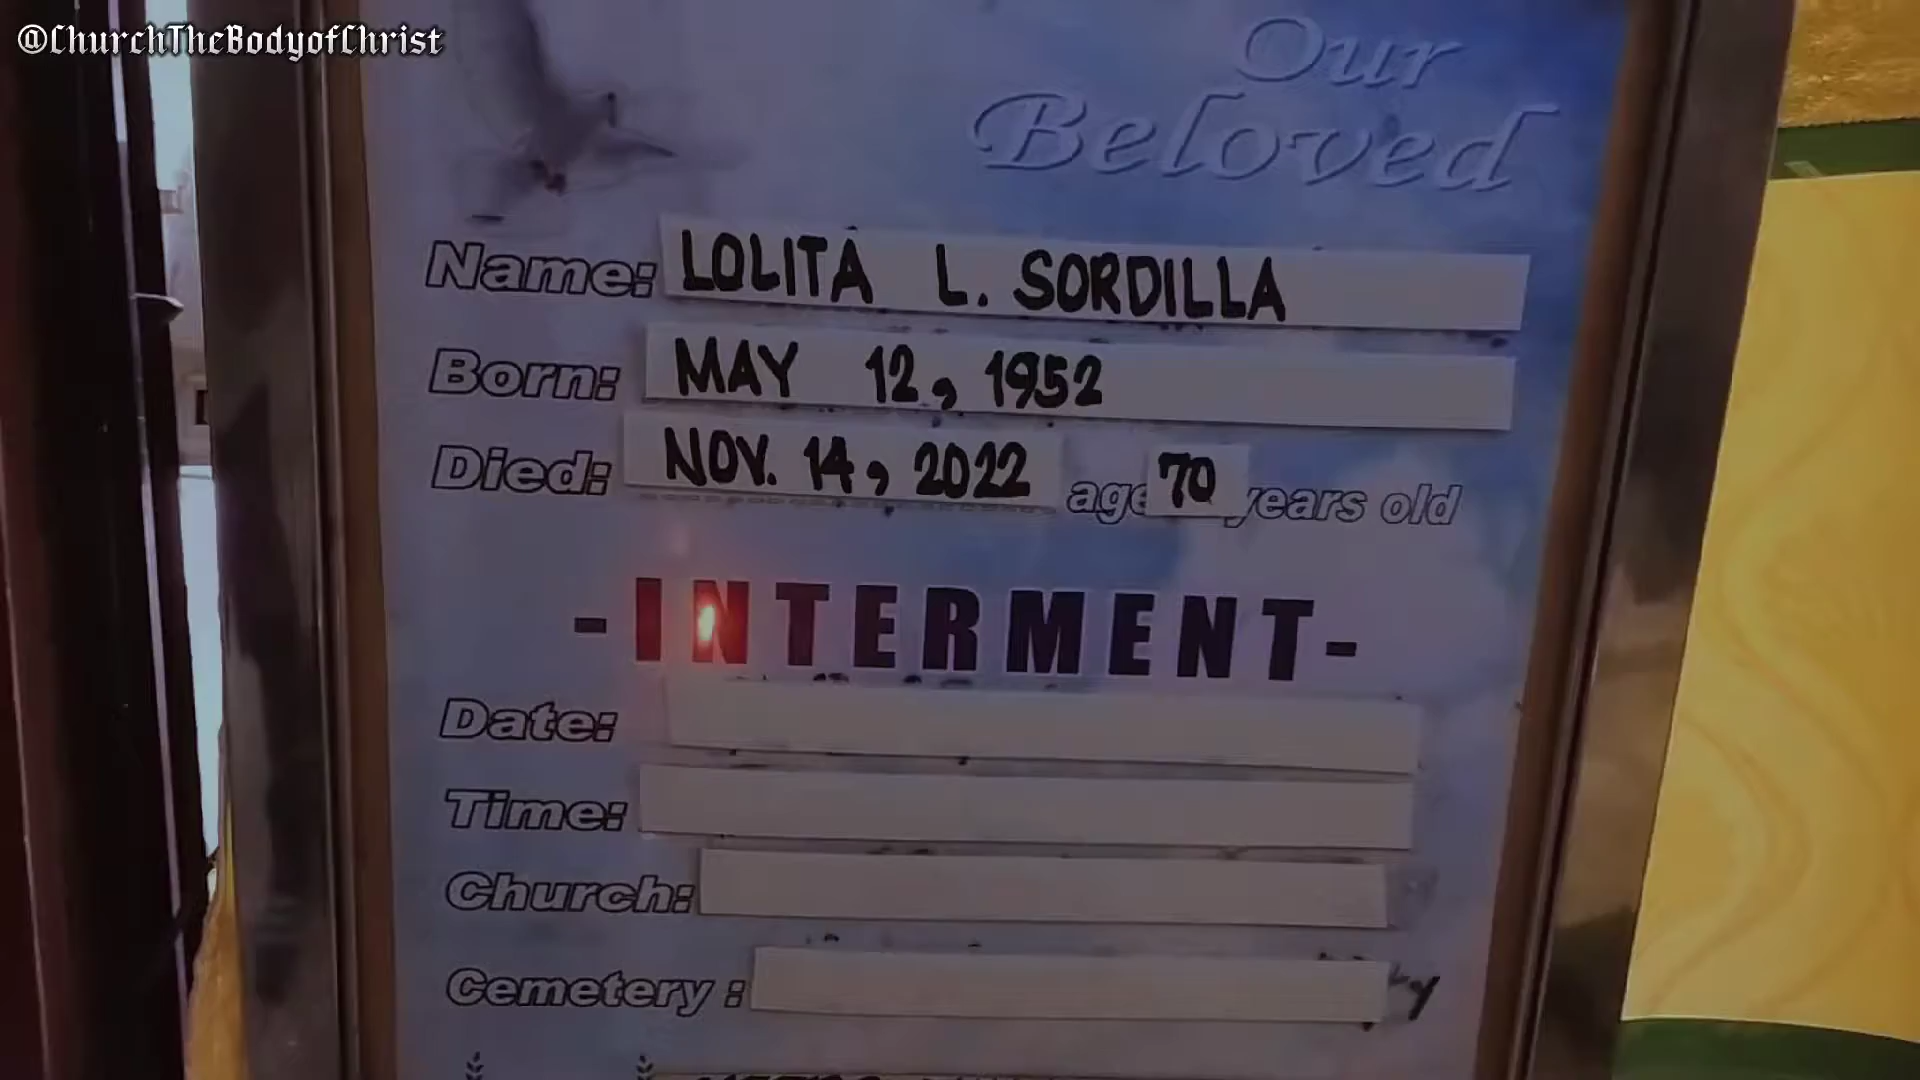 @ChurchTheBodyofChrist
Our
Beloved
Name: LOLITA L. SORDILLA
Born: MAY 12, 1952
Died: NOV. 14, 2022 age 70 years old
-INTERMENT-
Date:
Time:
Church:
Cemetery :